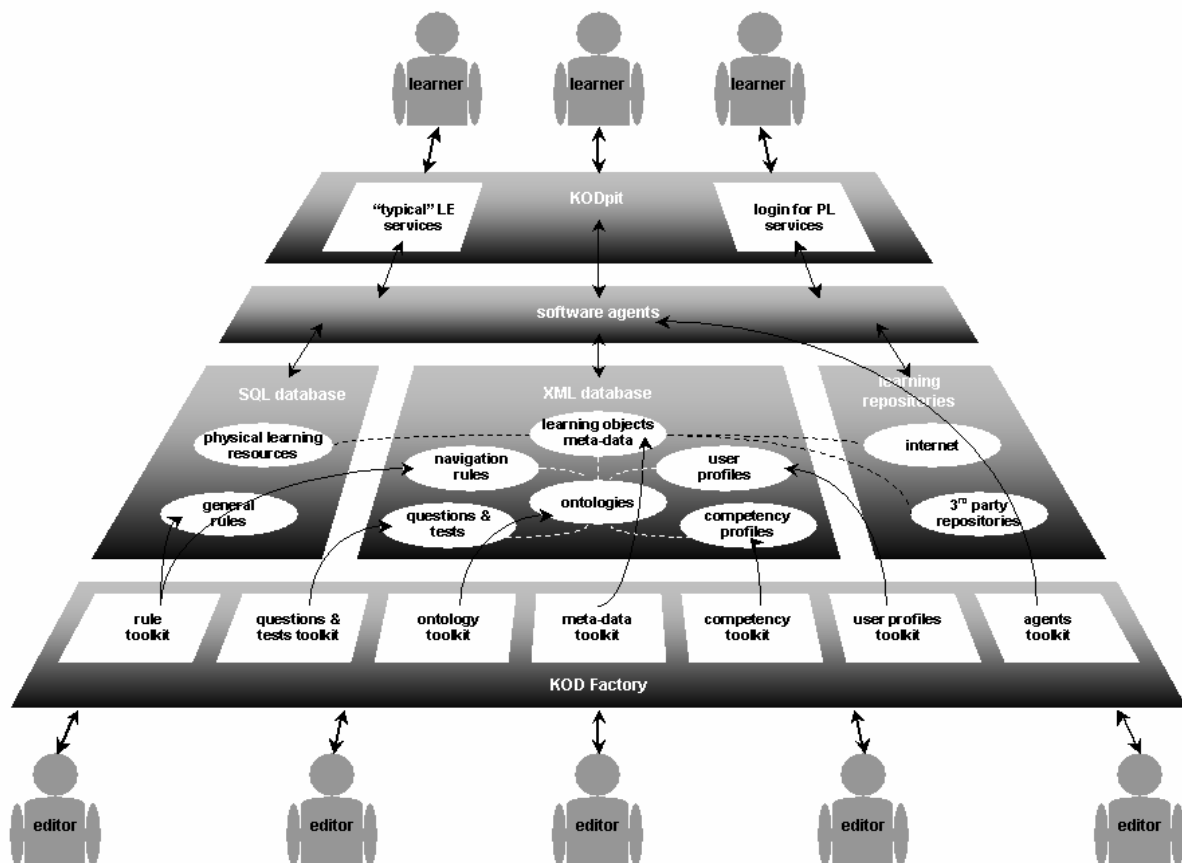 learner
learner
learner
KODpit
“typical” LE
services
login for PL
services
software agents
SQL database
physical learning
resources
general
rules
XML database
learning objects
meta-data
navigation
rules
user
profiles
ontologies
questions &
tests
competency
profiles
learning
repositories
internet
3rd party
repositories
rule
toolkit
questions &
tests toolkit
ontology
toolkit
meta-data
toolkit
competency
toolkit
user profiles
toolkit
agents
toolkit
KOD Factory
editor
editor
editor
editor
editor